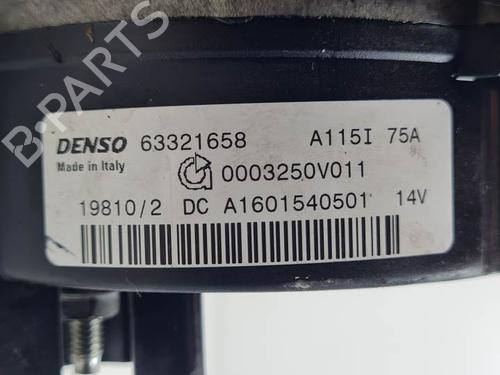 DENSO 63321658 A115I 75A
Made in Italy
0003250V011
19810/2 DC A1601540501 14V
B-PARTS